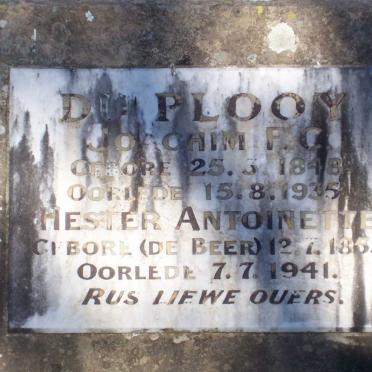 DU PLOOY
JOACHIM F. C.
GEBORE 25. 3. 1848
OORLEDE 15. 8. 1935
HESTER ANTOINETTE
GEBORE (DE BEER) 12. 7.
OORLEDE 7. 7. 1941.
RUS LIEWE OUERS.